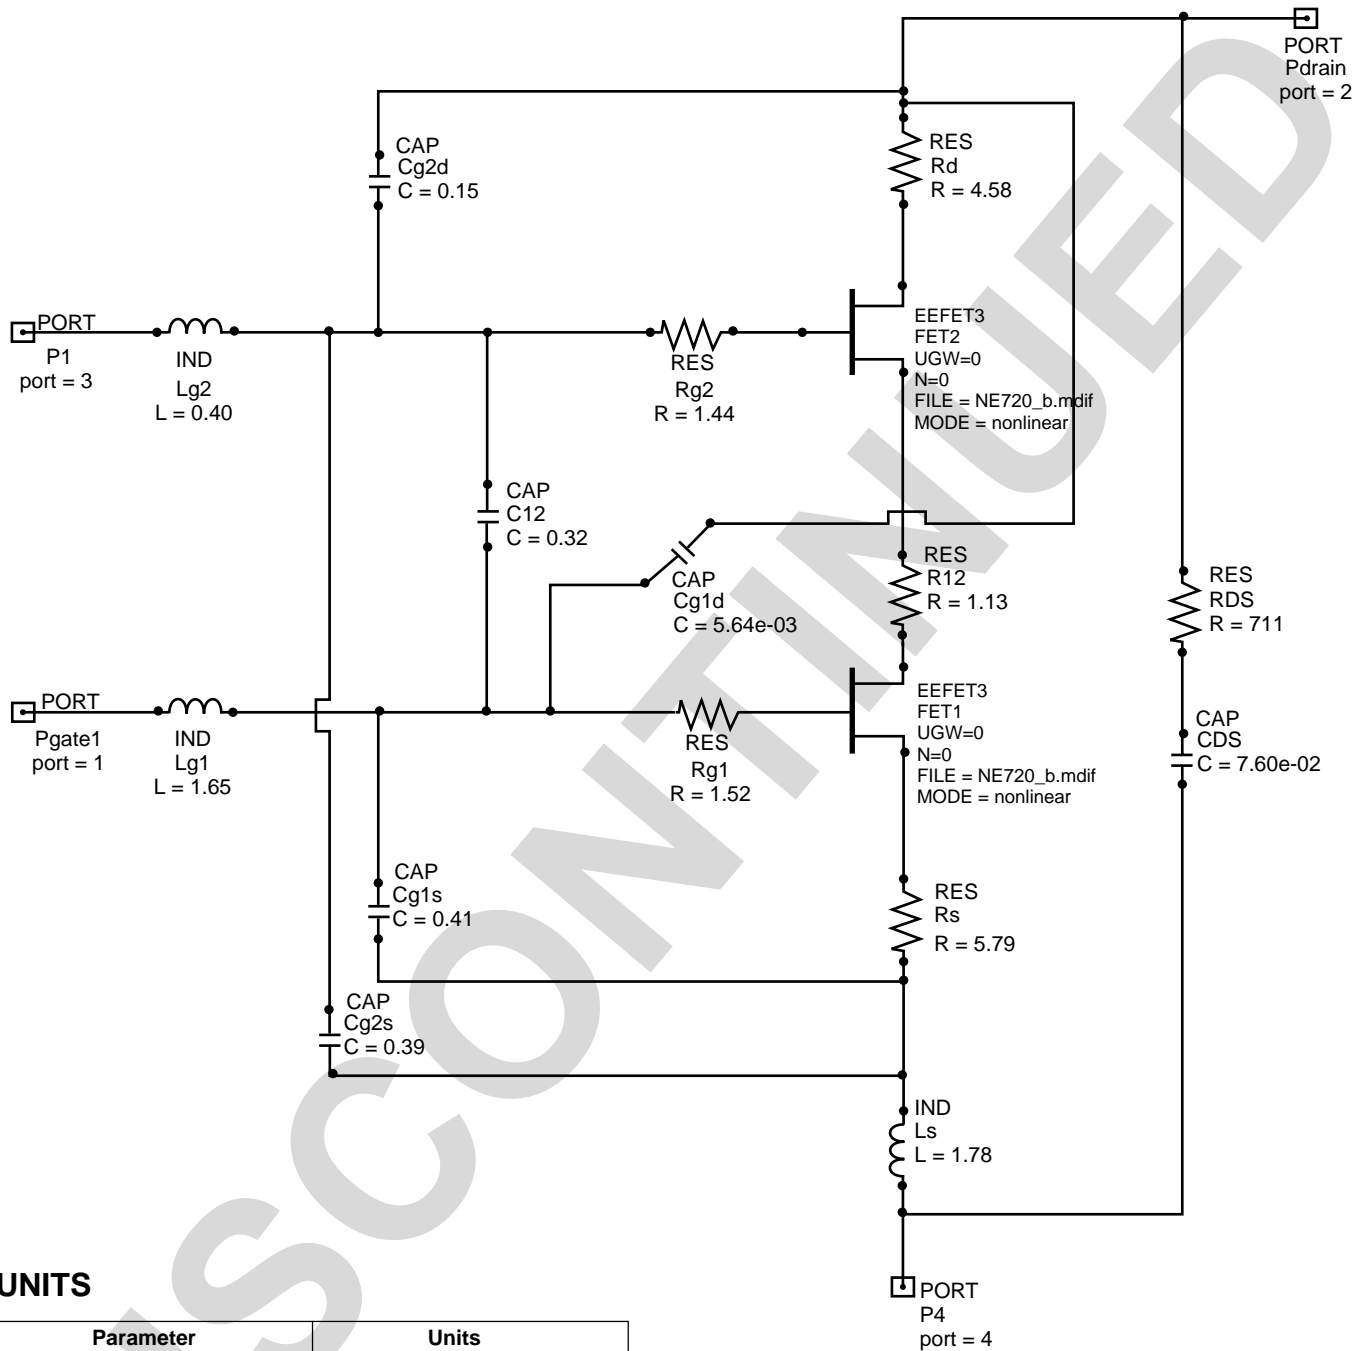 PORT
Pdrain
port = 2
CAP
Cg2d
C = 0.15
RES
Rd
R = 4.58
PORT
P1
port = 3
IND
Lg2
L = 0.40
RES
Rg2
R = 1.44
EEFET3
FET2
UGW=0
N=0
FILE = NE720_b.mdif
MODE = nonlinear
CAP
C12
C = 0.32
CAP
Cg1d
C = 5.64e-03
RES
R12
R = 1.13
RES
RDS
R = 711
PORT
Pgate1
port = 1
IND
Lg1
L = 1.65
RES
Rg1
R = 1.52
EEFET3
FET1
UGW=0
N=0
FILE = NE720_b.mdif
MODE = nonlinear
CAP
CDS
C = 7.60e-02
CAP
Cg1s
C = 0.41
RES
Rs
R = 5.79
CAP
Cg2s
C = 0.39
IND
Ls
L = 1.78
PORT
P4
port = 4
UNITS
Parameter Units